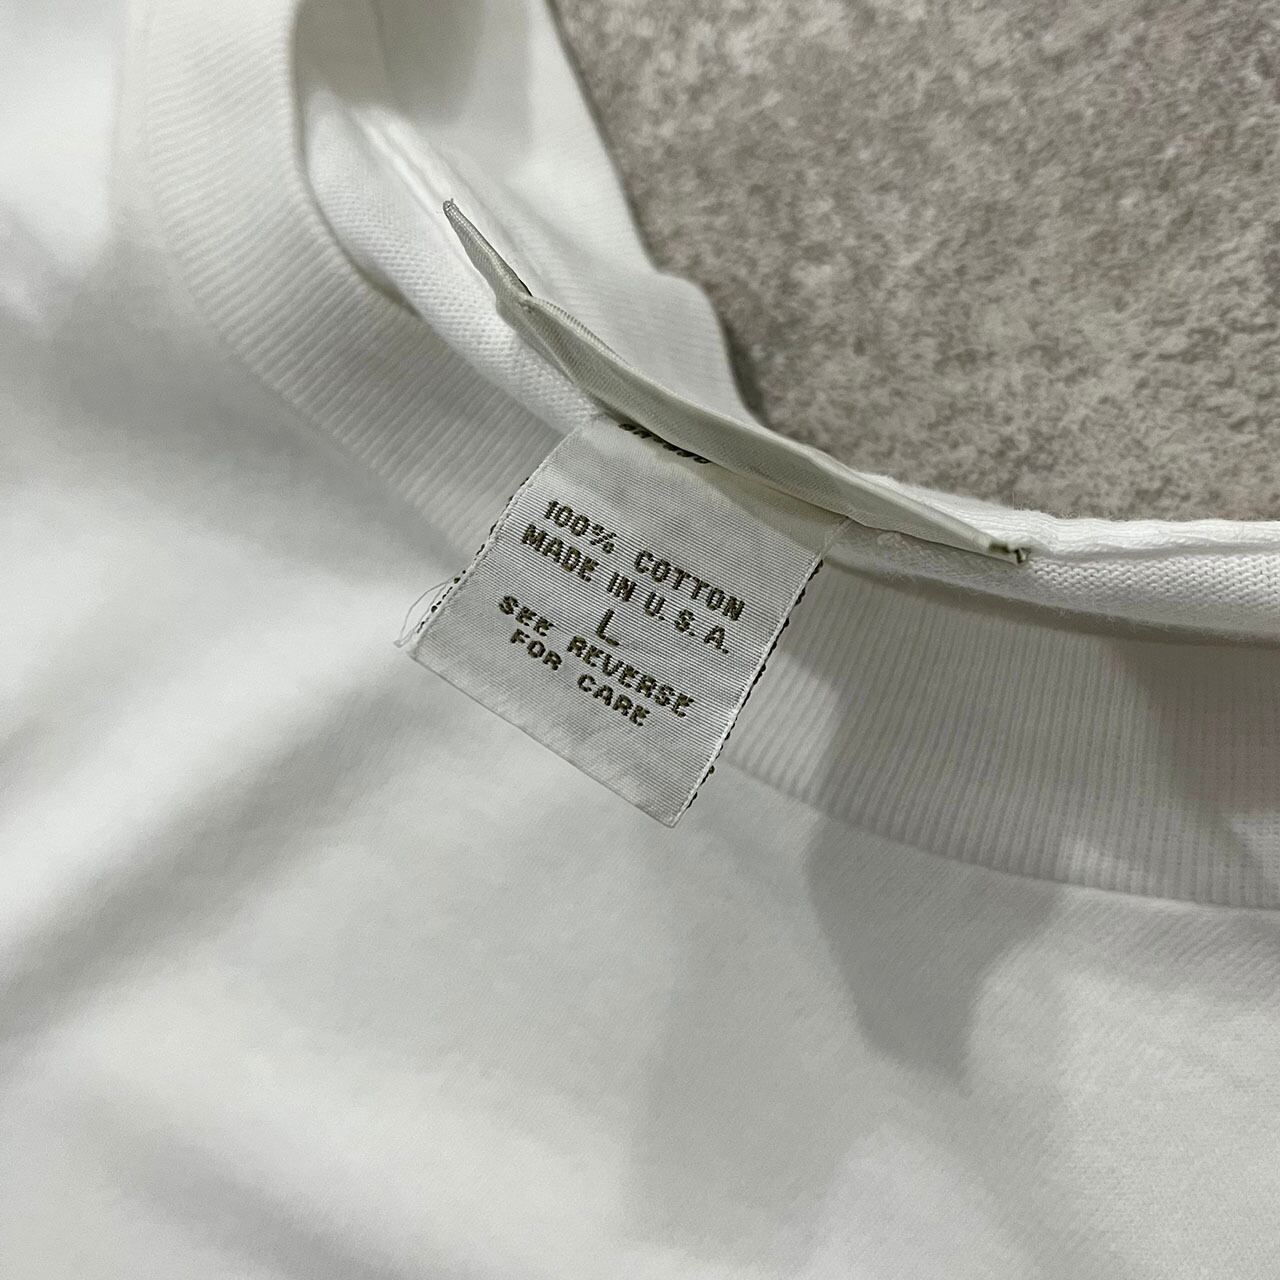 100% COTTON
MADE IN U.S.A.
L
SEE REVERSE
FOR CARE